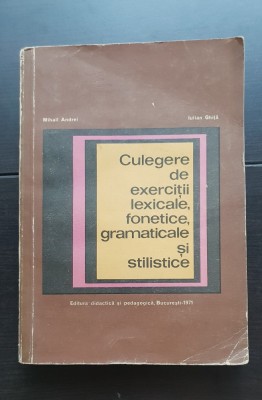 Mihail Andrei Iulian Ghiță
Culegere
de
exerciții
lexicale,
fonetice,
gramaticale
și
stilistice
Editura didactică și pedagogică, București-1971